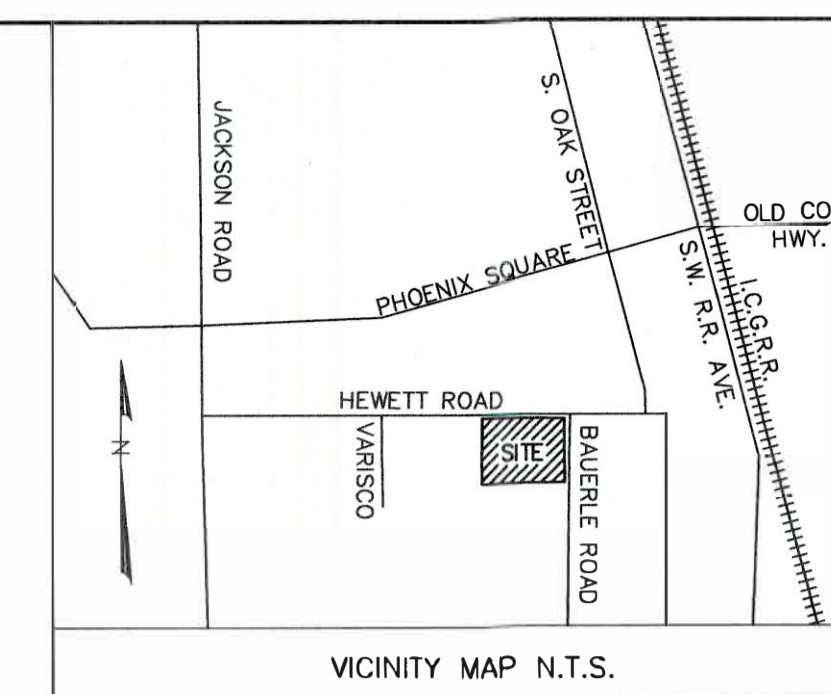 JACKSON ROAD
S. OAK STREET
OLD CO
HWY.
PHOENIX SQUARE
S.W. R.R. AVE.
I.C.G.R.R.
HEWETT ROAD
N
VARISCO
SITE
BAUERLE ROAD
VICINITY MAP N.T.S.